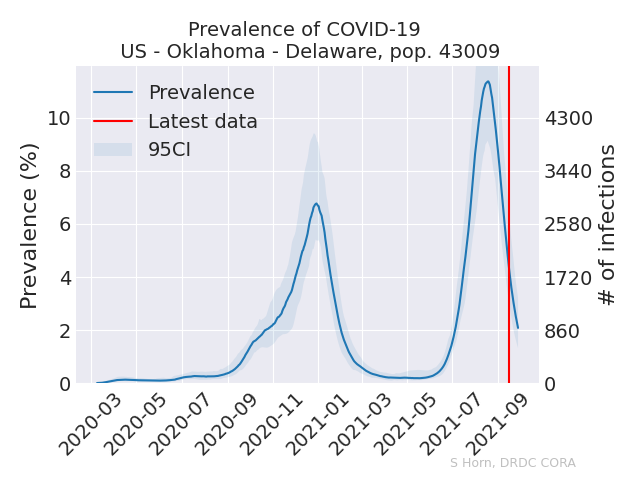 Prevalence of COVID-19
US - Oklahoma - Delaware, pop. 43009
Prevalence
Latest data
95CI
Prevalence (%)
10
8
6
4
2
0
4300
3440
2580
1720
860
0
# of infections
2020-03
2020-05
2020-07
2020-09
2020-11
2021-01
2021-03
2021-05
2021-07
2021-09
S Horn, DRDC CORA